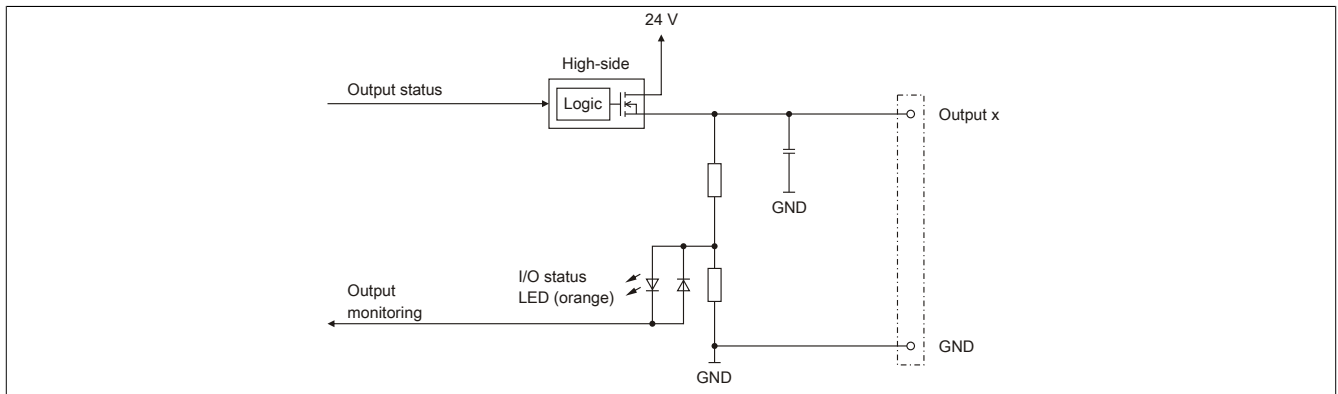 24 V
High-side
Output status
Logic
Output x
GND
I/O status
LED (orange)
Output
monitoring
GND
GND